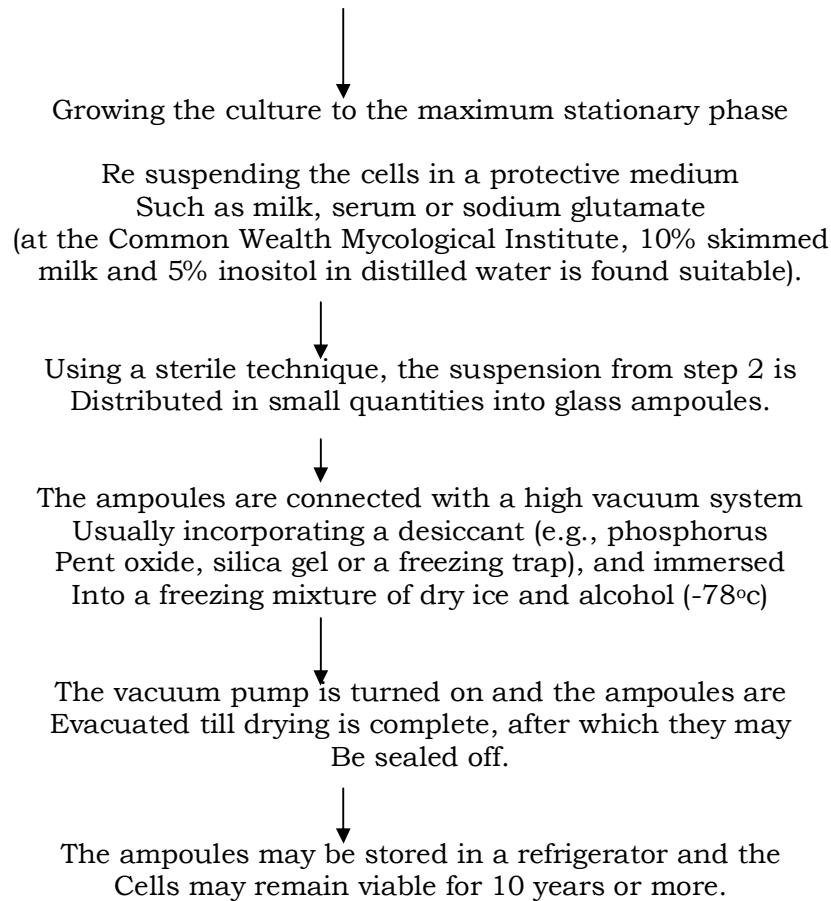 Growing the culture to the maximum stationary phase
Re suspending the cells in a protective medium
Such as milk, serum or sodium glutamate
(at the Common Wealth Mycological Institute, 10% skimmed
milk and 5% inositol in distilled water is found suitable).
Using a sterile technique, the suspension from step 2 is
Distributed in small quantities into glass ampoules.
The ampoules are connected with a high vacuum system
Usually incorporating a desiccant (e.g., phosphorus
Pent oxide, silica gel or a freezing trap), and immersed
Into a freezing mixture of dry ice and alcohol (-78ºc)
The vacuum pump is turned on and the ampoules are
Evacuated till drying is complete, after which they may
Be sealed off.
The ampoules may be stored in a refrigerator and the
Cells may remain viable for 10 years or more.